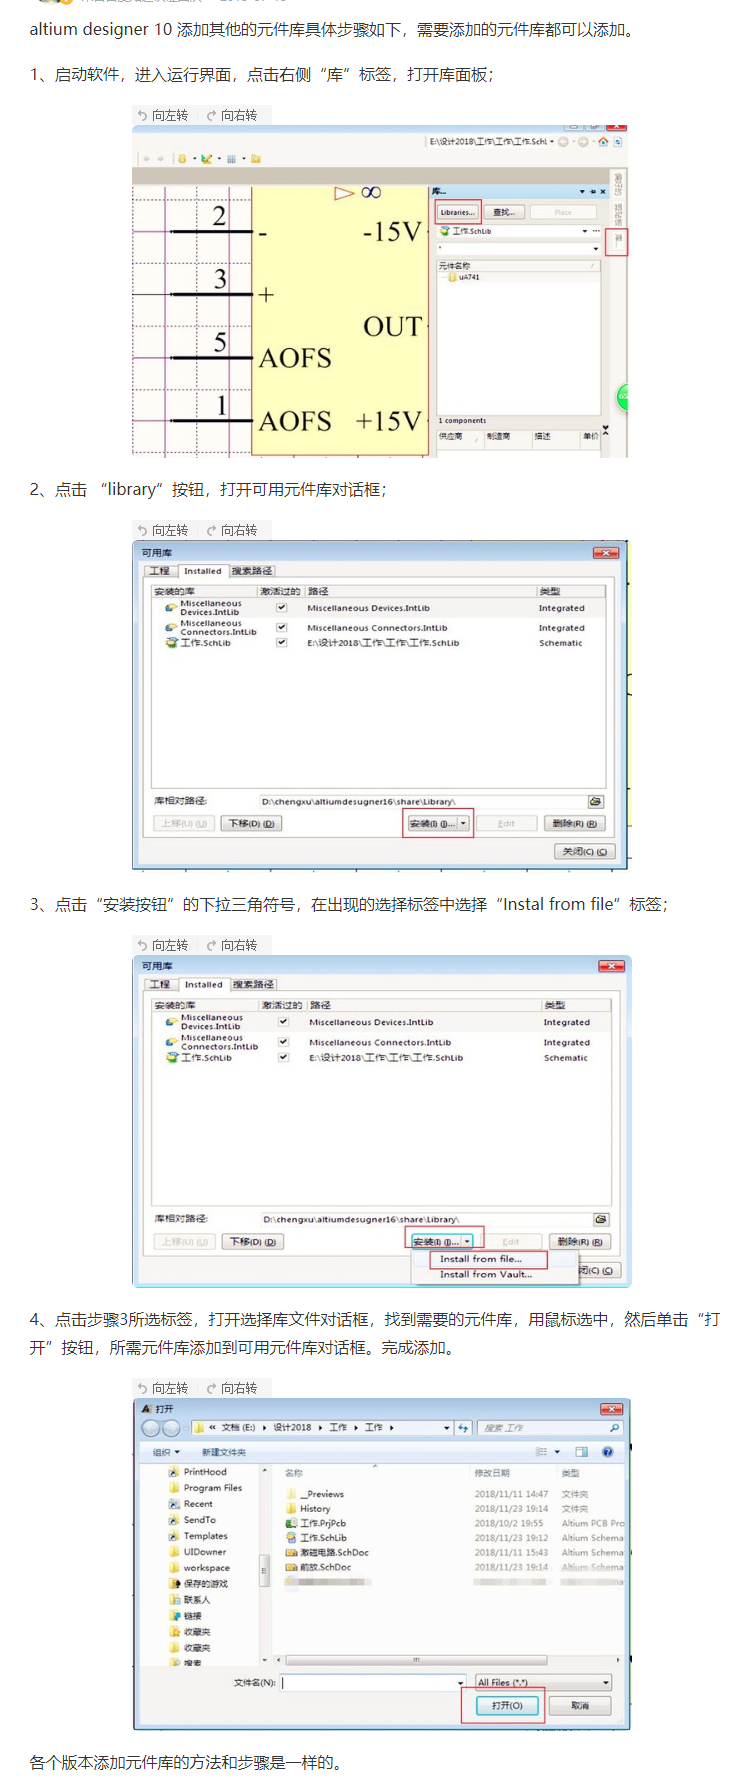 altium designer 10 添加其他的元件库具体步骤如下，需要添加的元件库都可以添加。
1、启动软件，进入运行界面，点击右侧“库”标签，打开库面板；
向左转 向右转
E:\设计2018\工作\工作\工作.Schl
库...
Libraries... 查找... Place
工作.SchLib
*
元件名称
uA741
2
-
-15V
3
+
OUT
5
AOFS
1
AOFS +15V
1 components
供应商 制造商 描述 单价
2、点击 “library”按钮，打开可用元件库对话框；
向左转 向右转
可用库
工程 Installed 搜索路径
安装的库 激活过的 路径 类型
Miscellaneous Devices.IntLib Miscellaneous Devices.IntLib Integrated
Miscellaneous Connectors.IntLib Miscellaneous Connectors.IntLib Integrated
工作.SchLib E:\设计2018\工作\工作\工作.SchLib Schematic
库相对路径: D:\chengxu\altiumdesugner16\share\Library\
上移(U) (U) 下移(D) (D) 安装(I) (I)... Edit 删除(R) (R)
关闭(C) (C)
3、点击“安装按钮”的下拉三角符号，在出现的选择标签中选择“Instal from file”标签；
向左转 向右转
可用库
工程 Installed 搜索路径
安装的库 激活过的 路径 类型
Miscellaneous Devices.IntLib Miscellaneous Devices.IntLib Integrated
Miscellaneous Connectors.IntLib Miscellaneous Connectors.IntLib Integrated
工作.SchLib E:\设计2018\工作\工作\工作.SchLib Schematic
库相对路径: D:\chengxu\altiumdesugner16\share\Library\
上移(U) (U) 下移(D) (D) 安装(I) (I)... Edit 删除(R) (R)
Install from file...
Install from Vault... 闭(C) (C)
4、点击步骤3所选标签，打开选择库文件对话框，找到需要的元件库，用鼠标选中，然后单击“打
开”按钮，所需元件库添加到可用元件库对话框。完成添加。
向左转 向右转
打开
« 文档 (E:) 设计2018 工作 工作 搜索 工作
组织 新建文件夹
PrintHood
Program Files
Recent
SendTo
Templates
UIDowner
workspace
保存的游戏
联系人
链接
收藏夹
收藏夹
搜索
名称 修改日期 类型
__Previews 2018/11/11 14:47 文件夹
History 2018/11/23 19:14 文件夹
工作.PrjPcb 2018/10/2 19:55 Altium PCB Pro
工作.SchLib 2018/11/23 19:12 Altium Schema
激磁电路.SchDoc 2018/11/11 15:43 Altium Schema
前放.SchDoc 2018/11/23 19:14 Altium Schema
文件名(N): All Files (*.*)
打开(O) 取消
各个版本添加元件库的方法和步骤是一样的。